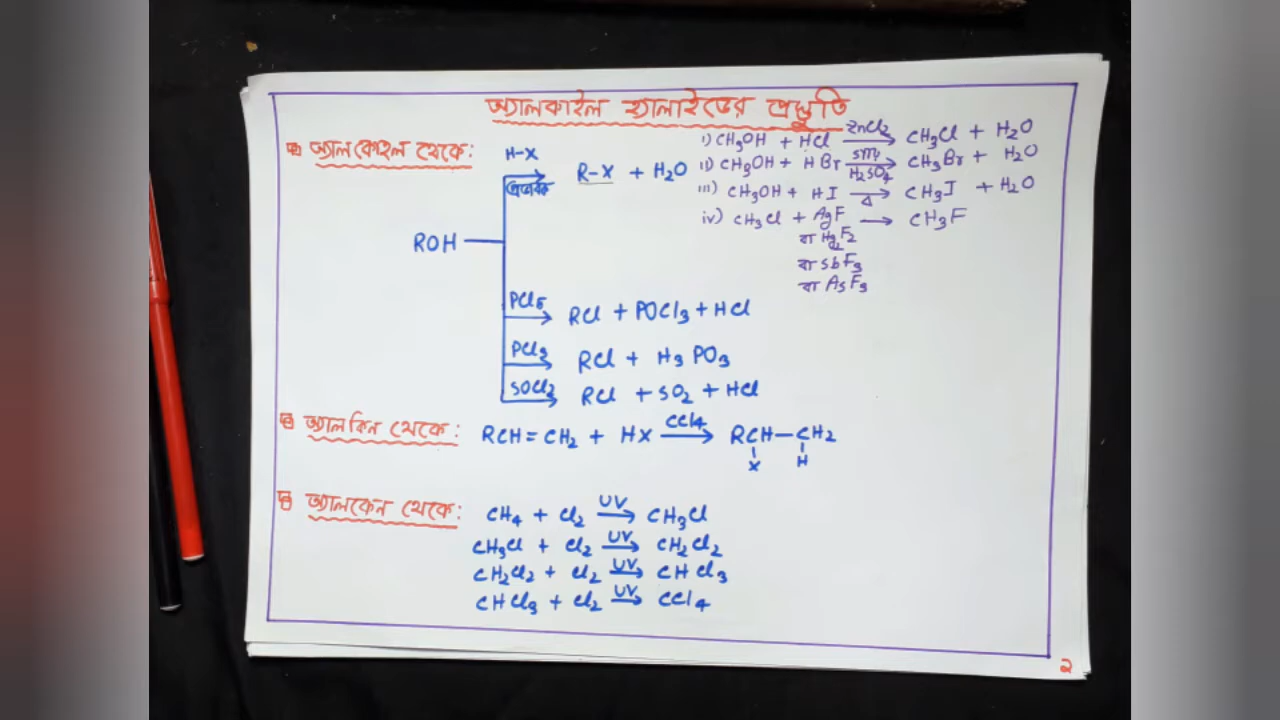 অ্যালকাইল হ্যালাইডের প্রস্তুতি
অ্যালকোহল থেকে:
ROH
H-X
প্রভাবক
R-X + H₂O
i) CH₃OH + HCl ZnCl₂ → CH₃Cl + H₂O
ii) CH₃OH + HBr → H₂SO₄ CH₃Br + H₂O
iii) CH₃OH + HI → Δ CH₃I + H₂O
iv) CH₃Cl + AgF → CH₃F
বা Hg₂F₂
বা SbF₃
বা AsF₃
PCl₅ → RCl + POCl₃ + HCl
PCl₃ → RCl + H₃PO₃
SOCl₂ → RCl + SO₂ + HCl
অ্যালকিন থেকে: RCH = CH₂ + HX CCl₄ → RCH-CH₂
X H
অ্যালকেন থেকে:
CH₄ + Cl₂ UV → CH₃Cl
CH₃Cl + Cl₂ UV → CH₂Cl₂
CH₂Cl₂ + Cl₂ UV → CHCl₃
CHCl₃ + Cl₂ UV → CCl₄
২